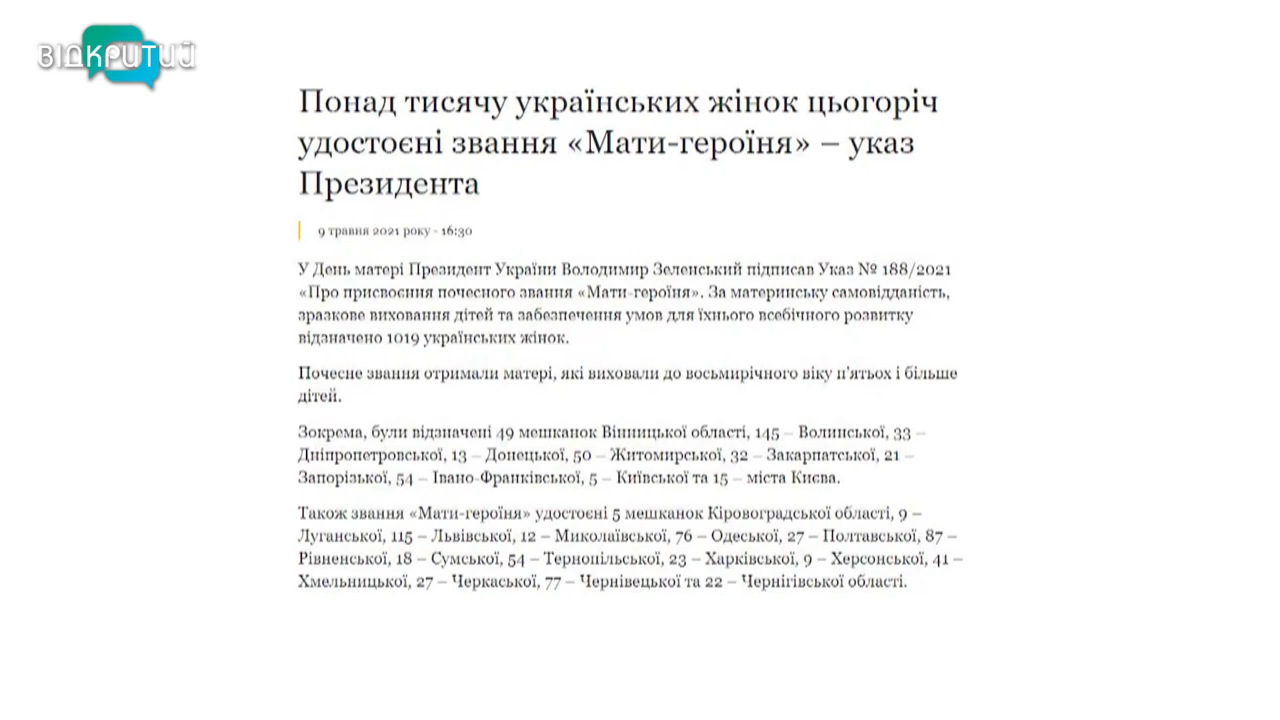 ВІДКРИТИЙ
Понад тисячу українських жінок цьогоріч
удостоєні звання «Мати-героїня» – указ
Президента
9 травня 2021 року - 16:30
У День матері Президент України Володимир Зеленський підписав Указ № 188/2021
«Про присвоєння почесного звання «Мати-героїня». За материнську самовідданість,
зразкове виховання дітей та забезпечення умов для їхнього всебічного розвитку
відзначено 1019 українських жінок.
Почесне звання отримали матері, які виховали до восьмирічного віку п'ятьох і більше
дітей.
Зокрема, були відзначені 49 мешканок Вінницької області, 145 – Волинської, 33 –
Дніпропетровської, 13 – Донецької, 50 – Житомирської, 32 – Закарпатської, 21 –
Запорізької, 54 – Івано-Франківської, 5 – Київської та 15 – міста Києва.
Також звання «Мати-героїня» удостоєні 5 мешканок Кіровоградської області, 9 –
Луганської, 115 – Львівської, 12 – Миколаївської, 76 – Одеської, 27 – Полтавської, 87 –
Рівненської, 18 – Сумської, 54 – Тернопільської, 23 – Харківської, 9 – Херсонської, 41 –
Хмельницької, 27 – Черкаської, 77 – Чернівецької та 22 – Чернігівської області.